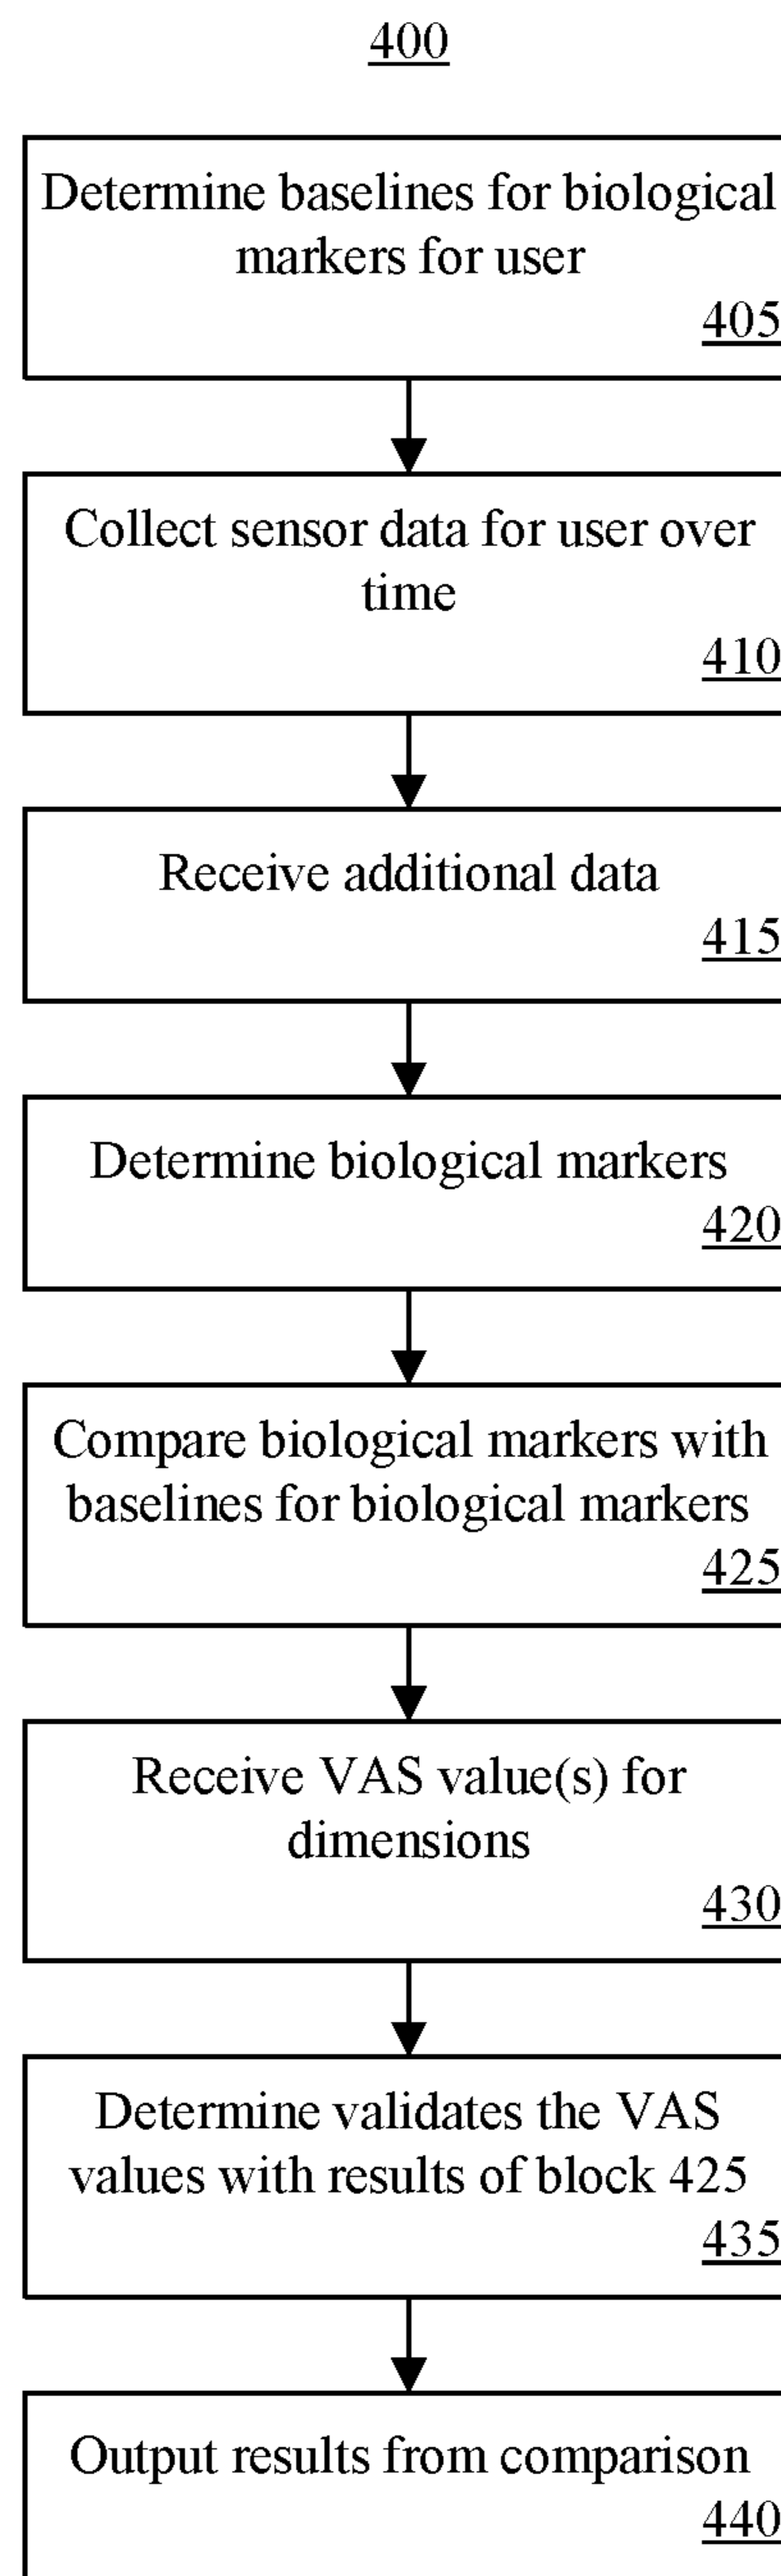 400
Determine baselines for biological
markers for user
405
Collect sensor data for user over
time
410
Receive additional data
415
Determine biological markers
420
Compare biological markers with
baselines for biological markers
425
Receive VAS value(s) for
dimensions
430
Determine validates the VAS
values with results of block 425
435
Output results from comparison
440